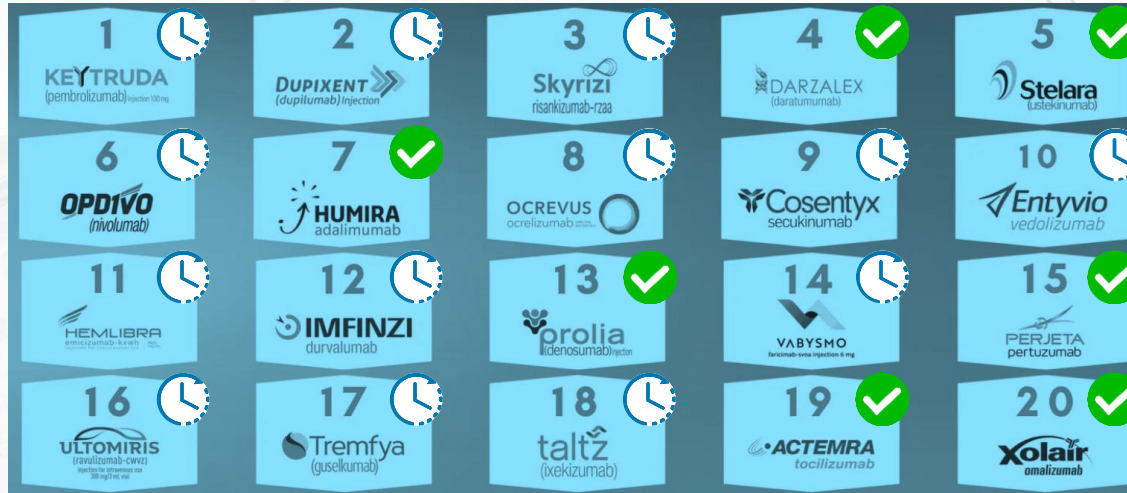 1
KEYTRUDA
(pembrolizumab) Injection 100 mg
2
DUPIXENT
(dupilumab) Injection
3
Skyrizi
risankizumab-rzaa
4
DARZALEX
(daratumumab)
5
Stelara
(ustekinumab)
6
OPDIVO
(nivolumab)
7
HUMIRA
adalimumab
8
OCREVUS
ocrelizumab
9
Cosentyx
secukinumab
10
Entyvio
vedolizumab
11
HEMLIBRA
emicizumab-kxwh
12
IMFINZI
durvalumab
13
prolia
(denosumab) injection
14
VABYSMO
faricimab-svoa injection 6 mg
15
PERJETA
pertuzumab
16
ULTOMIRIS
(ravulizumab-cwvz)
injection for intravenous use
300 mg/3 mL vial
17
Tremfya
(guselkumab)
18
taltz
(ixekizumab)
19
ACTEMRA
tocilizumab
20
Xolair
omalizumab